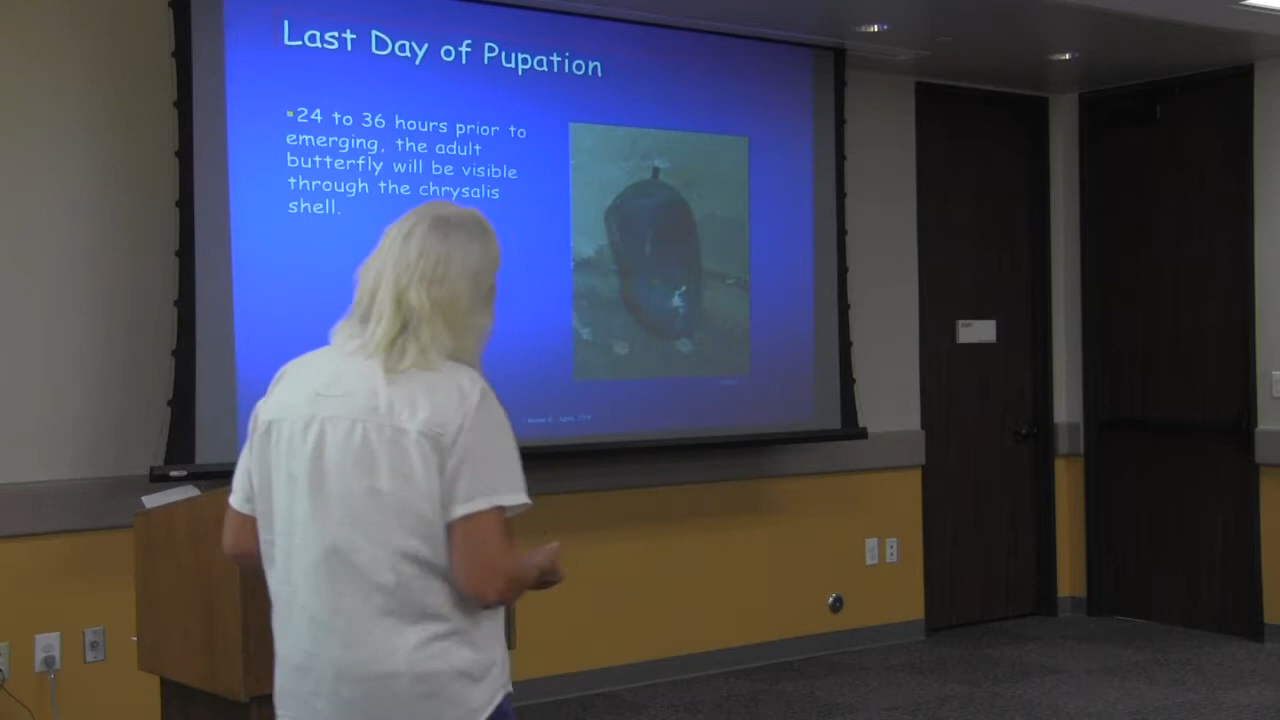 Last Day of Pupation
▪24 to 36 hours prior to
emerging, the adult
butterfly will be visible
through the chrysalis
shell.